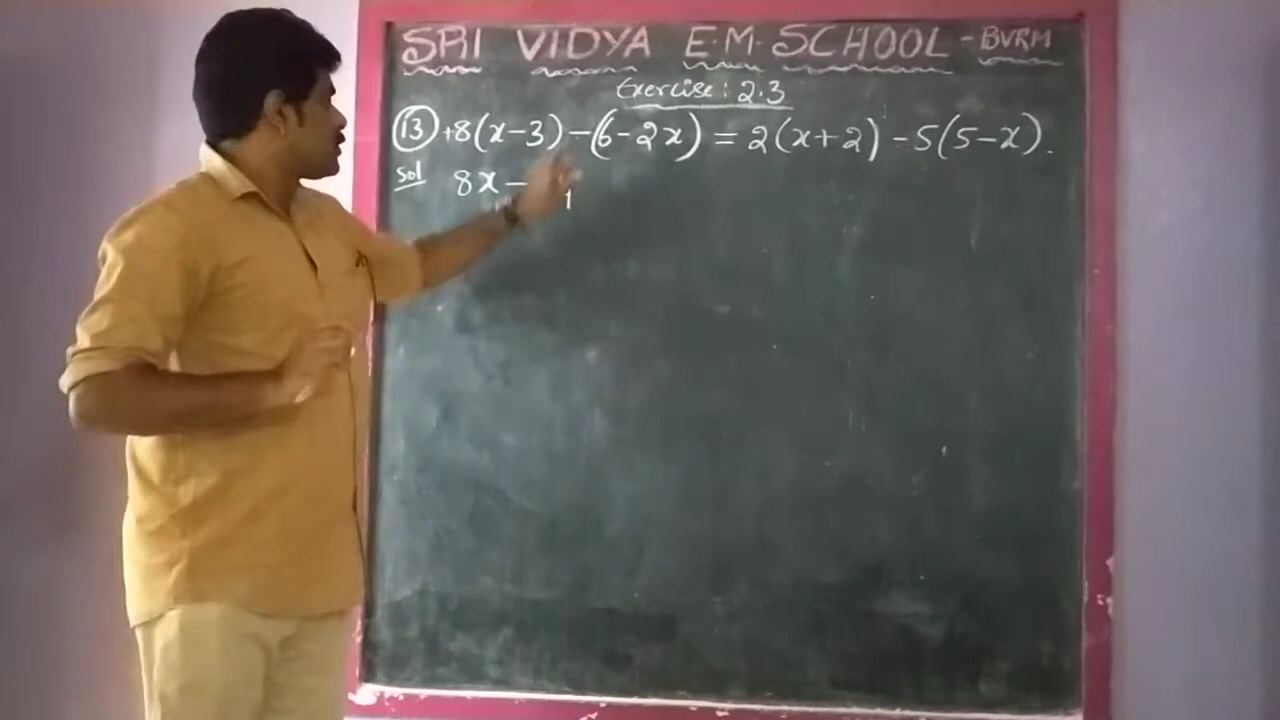 SRI VIDYA E.M. SCHOOL - BVRM
Exercise: 2.3
(13) +8(x-3) - (6-2x) = 2(x+2) - 5(5-x).
Sol 8x -